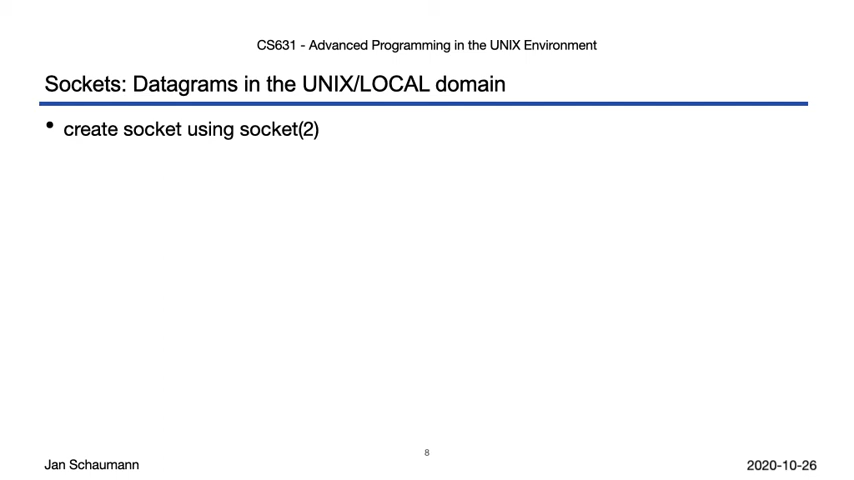 CS631 - Advanced Programming in the UNIX Environment
Sockets: Datagrams in the UNIX/LOCAL domain
• create socket using socket(2)
8
Jan Schaumann
2020-10-26